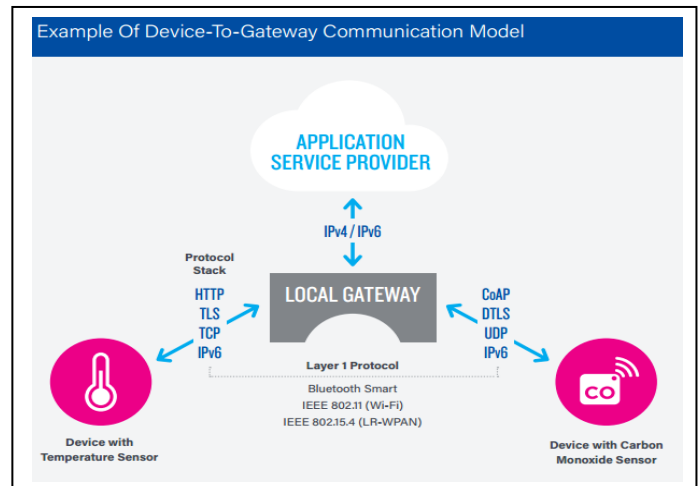 Example Of Device-To-Gateway Communication Model
APPLICATION
SERVICE PROVIDER
IPv4 / IPv6
Protocol
Stack
HTTP
TLS
TCP
IPv6
LOCAL GATEWAY
CoAP
DTLS
UDP
IPv6
Layer 1 Protocol
Bluetooth Smart
IEEE 802.11 (Wi-Fi)
IEEE 802.15.4 (LR-WPAN)
Device with
Temperature Sensor
CO
Device with Carbon
Monoxide Sensor